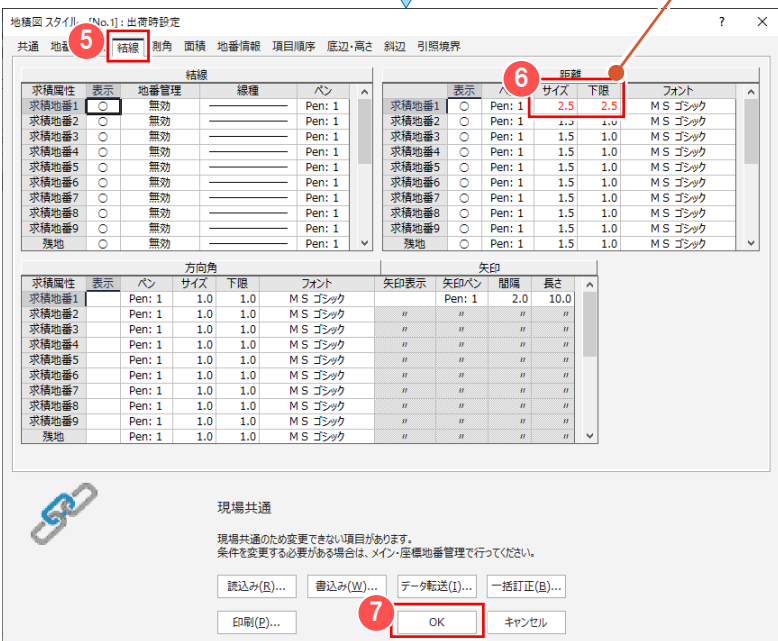 地積図 スタイル - [No.1] : 出荷時設定 ? ×
共通 地番 5 結線 測角 面積 地番情報 項目順序 底辺・高さ 斜辺 引照境界
結線
求積属性 表示 地番管理 線種 ペン
求積地番1 ○ 無効 Pen: 1
求積地番2 ○ 無効 Pen: 1
求積地番3 ○ 無効 Pen: 1
求積地番4 ○ 無効 Pen: 1
求積地番5 ○ 無効 Pen: 1
求積地番6 ○ 無効 Pen: 1
求積地番7 ○ 無効 Pen: 1
求積地番8 ○ 無効 Pen: 1
求積地番9 ○ 無効 Pen: 1
残地 ○ 無効 Pen: 1
距離
6
表示 サイズ 下限 フォント
求積地番1 ○ Pen: 1 2.5 2.5 ＭＳ ゴシック
求積地番2 ○ Pen: 1 1.5 1.0 ＭＳ ゴシック
求積地番3 ○ Pen: 1 1.5 1.0 ＭＳ ゴシック
求積地番4 ○ Pen: 1 1.5 1.0 ＭＳ ゴシック
求積地番5 ○ Pen: 1 1.5 1.0 ＭＳ ゴシック
求積地番6 ○ Pen: 1 1.5 1.0 ＭＳ ゴシック
求積地番7 ○ Pen: 1 1.5 1.0 ＭＳ ゴシック
求積地番8 ○ Pen: 1 1.5 1.0 ＭＳ ゴシック
求積地番9 ○ Pen: 1 1.5 1.0 ＭＳ ゴシック
残地 ○ Pen: 1 1.5 1.0 ＭＳ ゴシック
方向角 矢印
求積属性 表示 ペン サイズ 下限 フォント 矢印表示 矢印ペン 間隔 長さ
求積地番1 Pen: 1 1.0 1.0 ＭＳ ゴシック Pen: 1 2.0 10.0
求積地番2 Pen: 1 1.0 1.0 ＭＳ ゴシック 〃 〃 〃 〃
求積地番3 Pen: 1 1.0 1.0 ＭＳ ゴシック 〃 〃 〃 〃
求積地番4 Pen: 1 1.0 1.0 ＭＳ ゴシック 〃 〃 〃 〃
求積地番5 Pen: 1 1.0 1.0 ＭＳ ゴシック 〃 〃 〃 〃
求積地番6 Pen: 1 1.0 1.0 ＭＳ ゴシック 〃 〃 〃 〃
求積地番7 Pen: 1 1.0 1.0 ＭＳ ゴシック 〃 〃 〃 〃
求積地番8 Pen: 1 1.0 1.0 ＭＳ ゴシック 〃 〃 〃 〃
求積地番9 Pen: 1 1.0 1.0 ＭＳ ゴシック 〃 〃 〃 〃
残地 Pen: 1 1.0 1.0 ＭＳ ゴシック 〃 〃 〃 〃
現場共通
現場共通のため変更できない項目があります。
条件を変更する必要がある場合は、メイン・座標地番管理で行ってください。
読込み(R)... 書込み(W)... データ転送(I)... 一括訂正(B)...
印刷(P)... 7 OK キャンセル